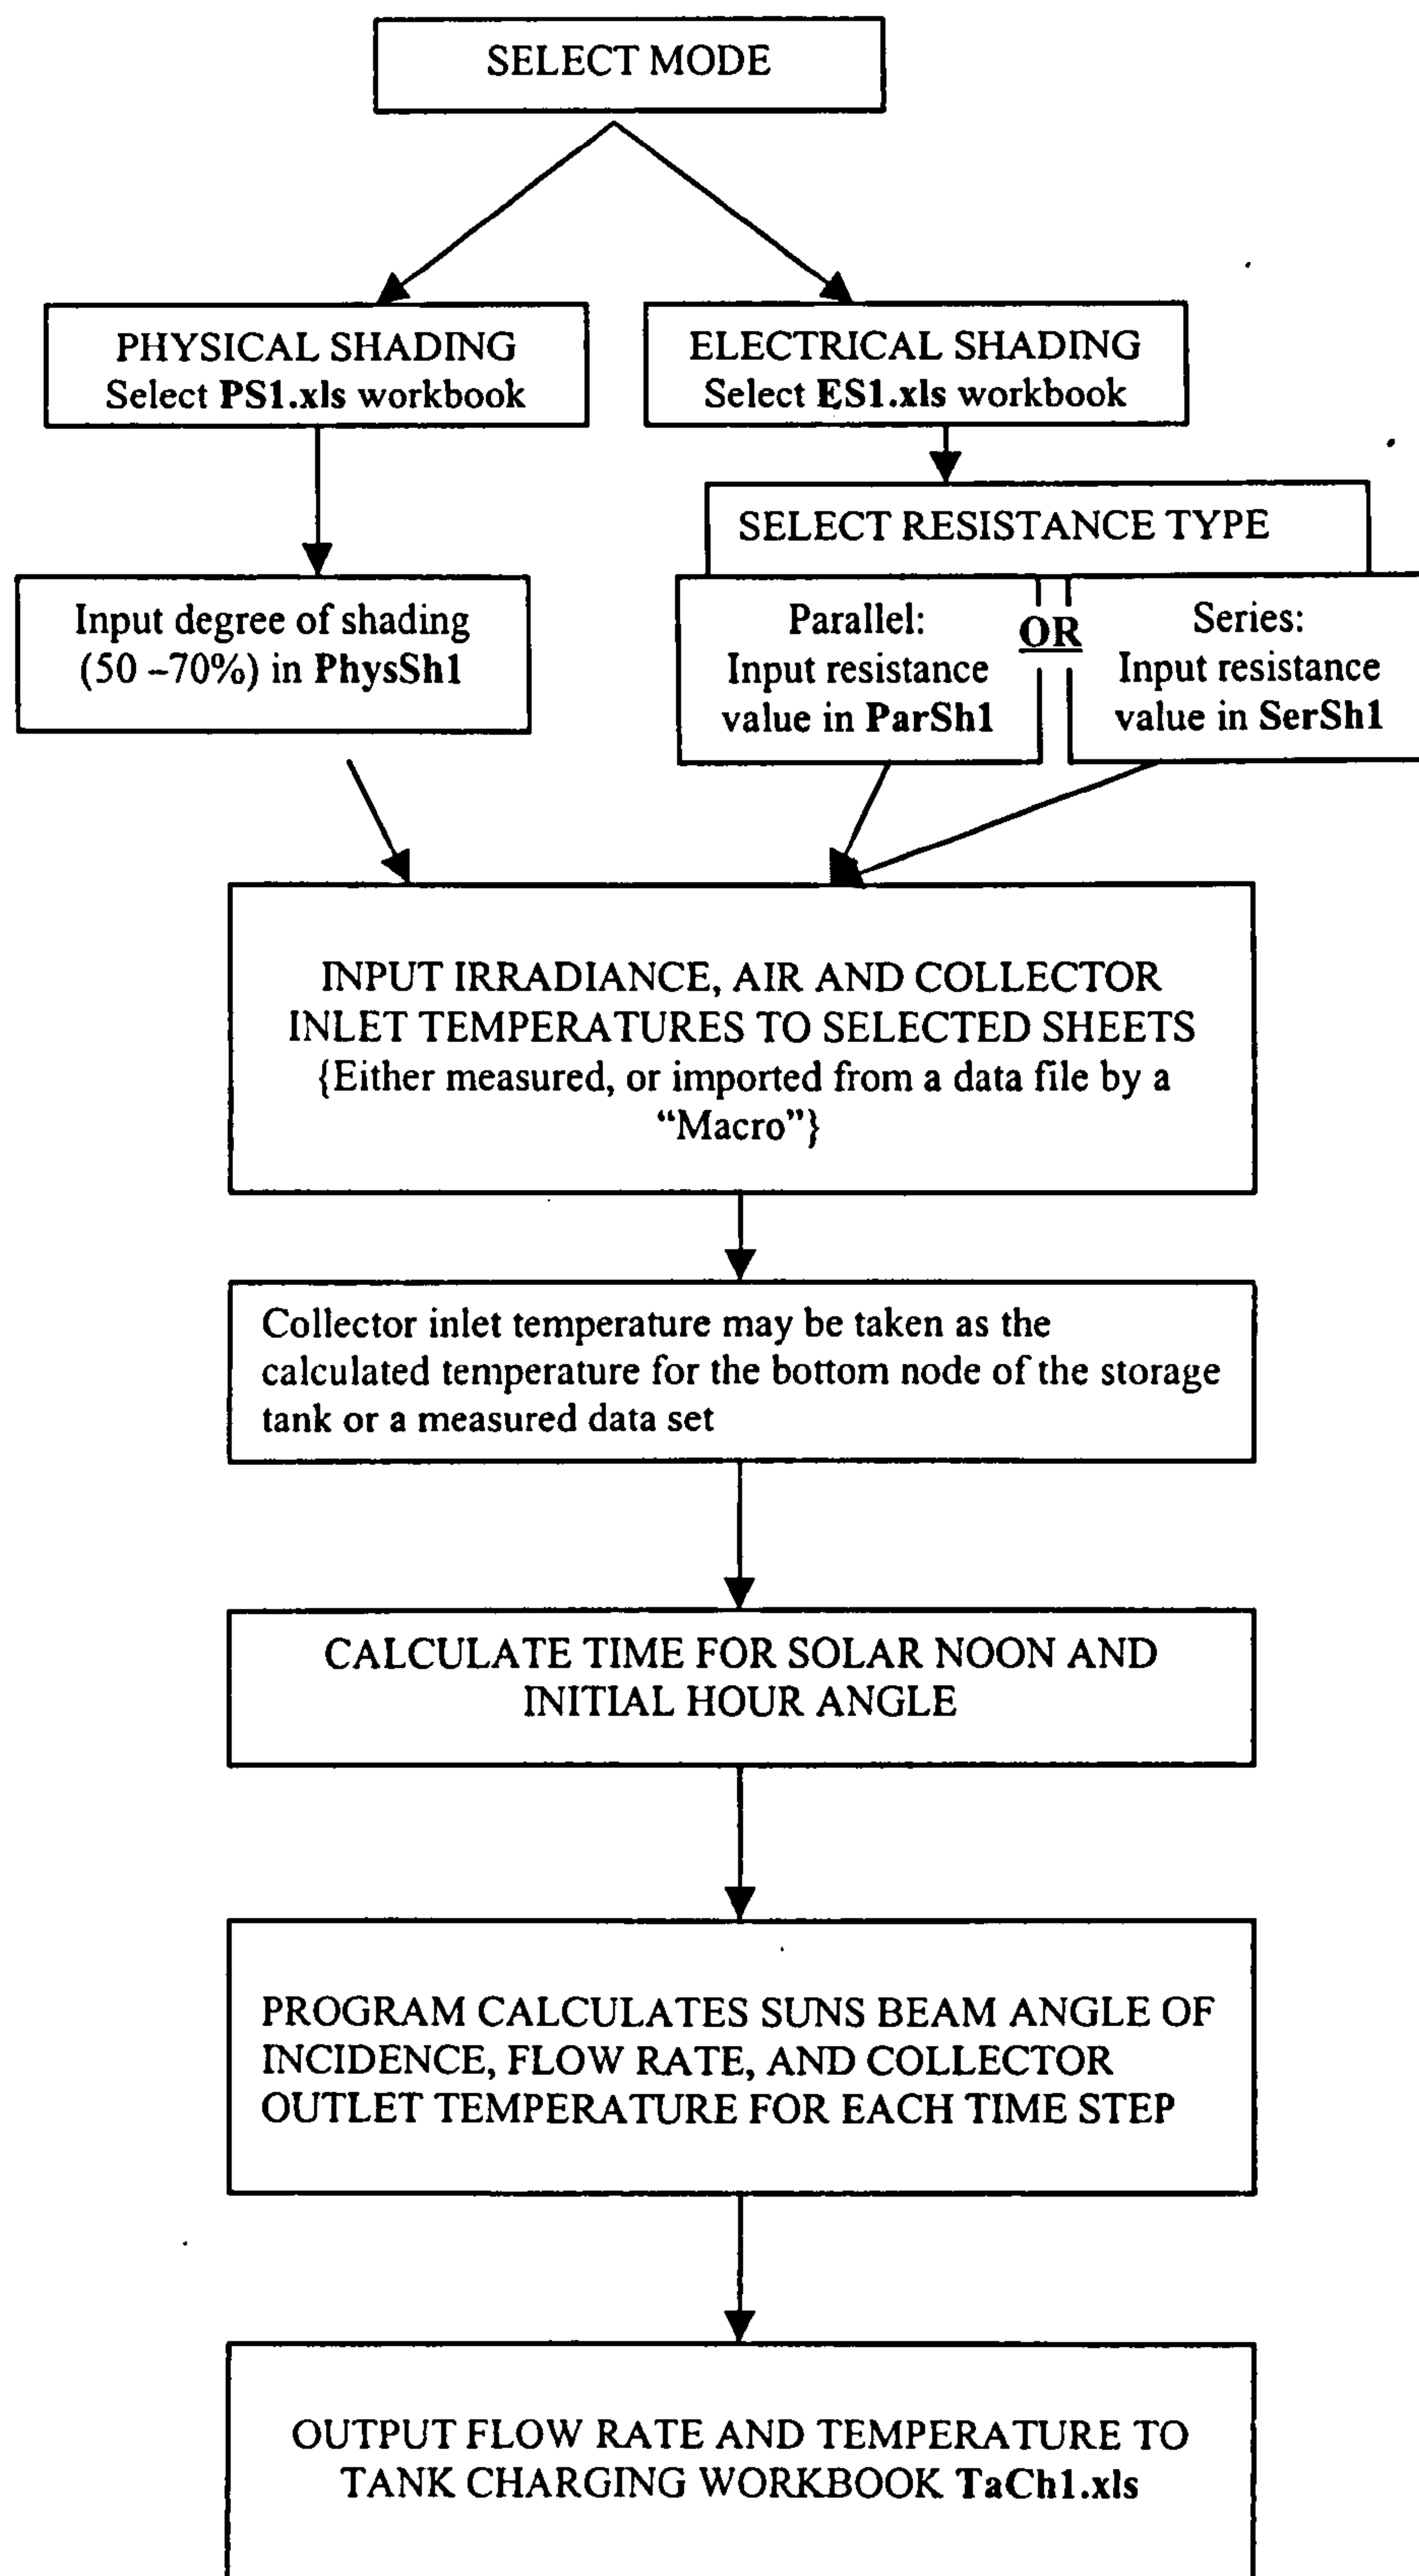 SELECT MODE
PHYSICAL SHADING
Select PS1.xls workbook
ELECTRICAL SHADING
Select ES1.xls workbook
SELECT RESISTANCE TYPE
Input degree of shading
(50 –70%) in PhysSh1
Parallel:
Input resistance
value in ParSh1
OR
Series:
Input resistance
value in SerSh1
INPUT IRRADIANCE, AIR AND COLLECTOR
INLET TEMPERATURES TO SELECTED SHEETS
{Either measured, or imported from a data file by a
“Macro”}
Collector inlet temperature may be taken as the
calculated temperature for the bottom node of the storage
tank or a measured data set
CALCULATE TIME FOR SOLAR NOON AND
INITIAL HOUR ANGLE
PROGRAM CALCULATES SUNS BEAM ANGLE OF
INCIDENCE, FLOW RATE, AND COLLECTOR
OUTLET TEMPERATURE FOR EACH TIME STEP
OUTPUT FLOW RATE AND TEMPERATURE TO
TANK CHARGING WORKBOOK TaCh1.xls